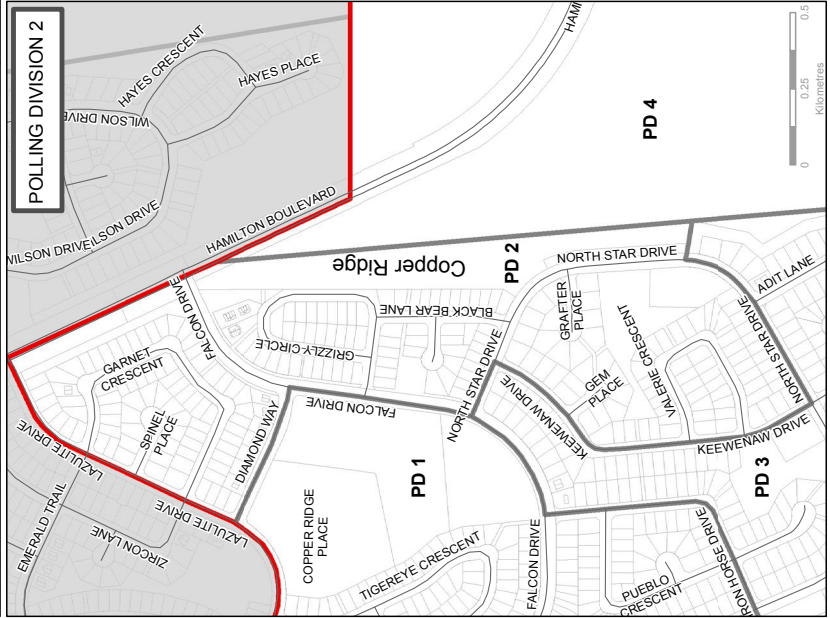 POLLING DIVISION 2
HAYES CRESCENT
HAYES PLACE
WILSON DRIVE
WILSON DRIVE
ILSON DRIVE
HAMILTON BOULEVARD
HAMI
PD 4
0
0.25
0.5
Kilometres
FALCON DRIVE
Copper Ridge
PD 2
NORTH STAR DRIVE
GARNET
CRESCENT
SPINEL
PLACE
LAZULITE DRIVE
EMERALD TRAIL
ZIRCON LANE
LAZULITE DRIVE
DIAMOND WAY
GRIZZLY CIRCLE
BLACK BEAR LANE
GRAFTER
PLACE
ADIT LANE
NORTH STAR DRIVE
FALCON DRIVE
NORTH STAR DRIVE
KEEWENAW DRIVE
GEM
PLACE
VALERIE CRESCENT
NORTH STAR DRIVE
KEEWENAW DRIVE
PD 1
PD 3
COPPER RIDGE
PLACE
TIGEREYE CRESCENT
FALCON DRIVE
PUEBLO
CRESCENT
IRON HORSE DRIVE